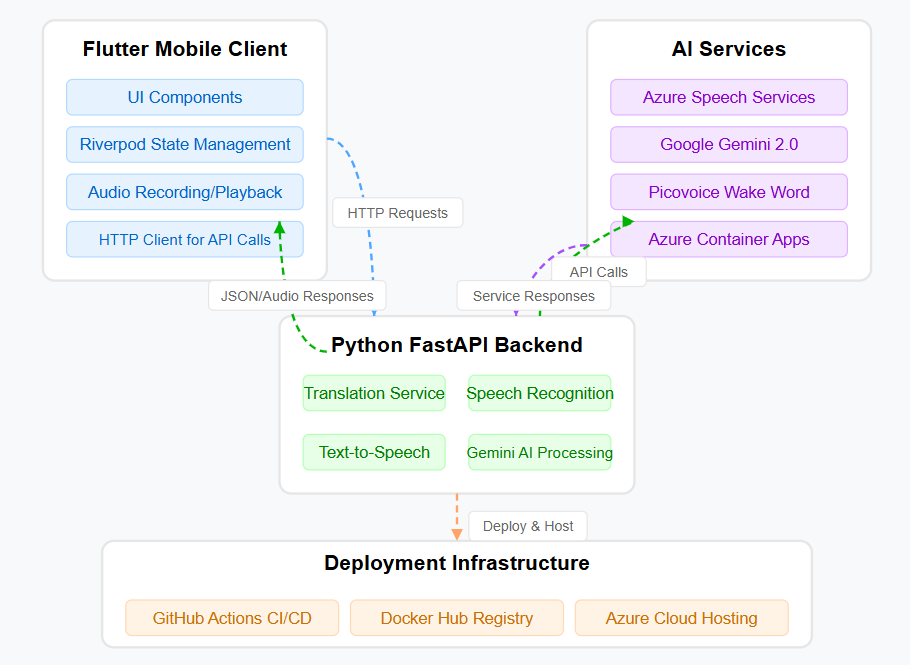 Flutter Mobile Client
UI Components
Riverpod State Management
Audio Recording/Playback
HTTP Client for API Calls
AI Services
Azure Speech Services
Google Gemini 2.0
Picovoice Wake Word
Azure Container Apps
HTTP Requests
API Calls
JSON/Audio Responses
Service Responses
Python FastAPI Backend
Translation Service
Speech Recognition
Text-to-Speech
Gemini AI Processing
Deploy & Host
Deployment Infrastructure
GitHub Actions CI/CD
Docker Hub Registry
Azure Cloud Hosting